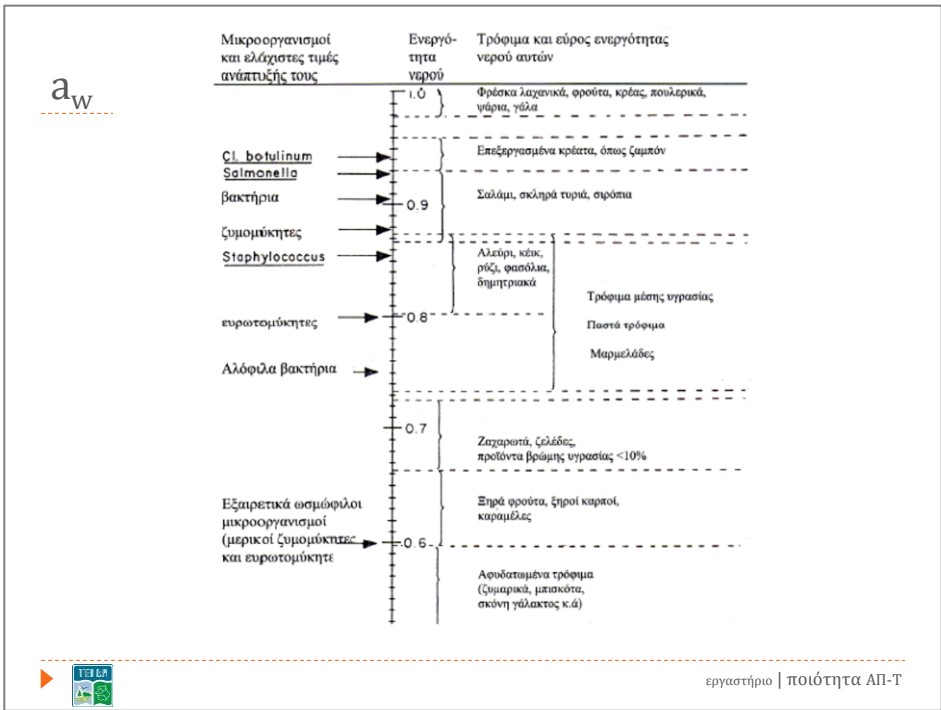 a_w
Μικροοργανισμοί
και ελάχιστες τιμές
ανάπτυξής τους
Ενεργό-
τητα
νερού
Τρόφιμα και εύρος ενεργότητας
νερού αυτών
1.0
Φρέσκα λαχανικά, φρούτα, κρέας, πουλερικά,
ψάρια, γάλα
Cl. botulinum
Επεξεργασμένα κρέατα, όπως ζαμπόν
Salmonella
βακτήρια
0.9
Σαλάμι, σκληρά τυριά, σιρόπια
ζυμομύκητες
Staphylococcus
Αλεύρι, κέικ,
ρύζι, φασόλια,
δημητριακά
Τρόφιμα μέσης υγρασίας
Παστά τρόφιμα
Μαρμελάδες
ευρωτομύκητες
0.8
Αλόφιλα βακτήρια
0.7
Ζαχαρωτά, ζελέδες,
προϊόντα βρώμης υγρασίας <10%
Εξαιρετικά ωσμώφιλοι
μικροοργανισμοί
(μερικοί ζυμομύκητες
και ευρωτομύκητε
0.6
Ξηρά φρούτα, ξηροί καρποί,
καραμέλες
Αφυδατωμένα τρόφιμα
(ζυμαρικά, μπισκότα,
σκόνη γάλακτος κ.ά)
εργαστήριο | ποιότητα ΑΠ-Τ